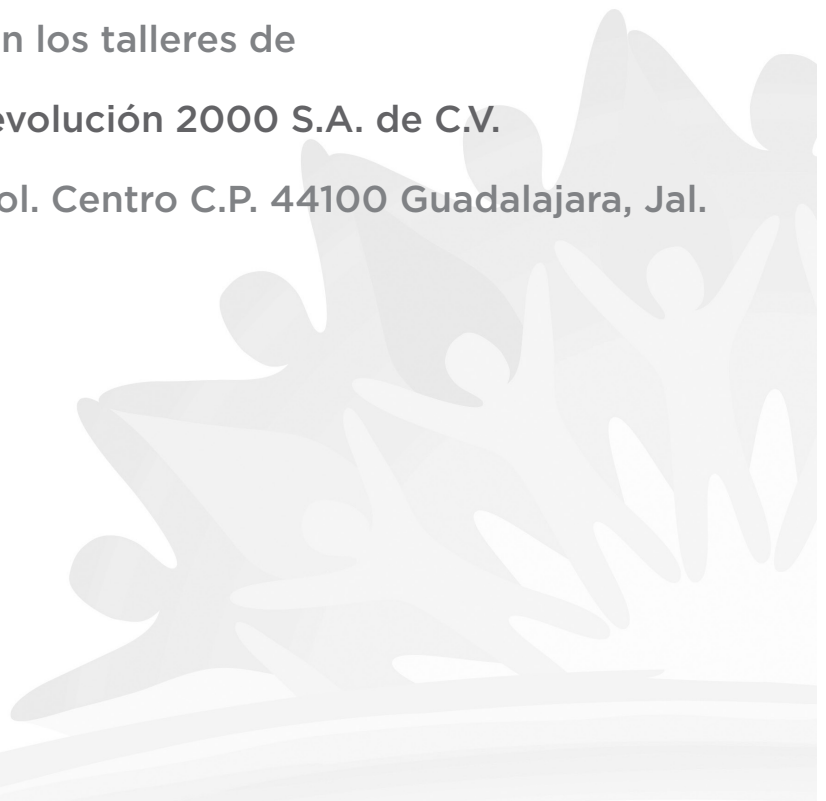 n los talleres de
evolución 2000 S.A. de C.V.
ol. Centro C.P. 44100 Guadalajara, Jal.